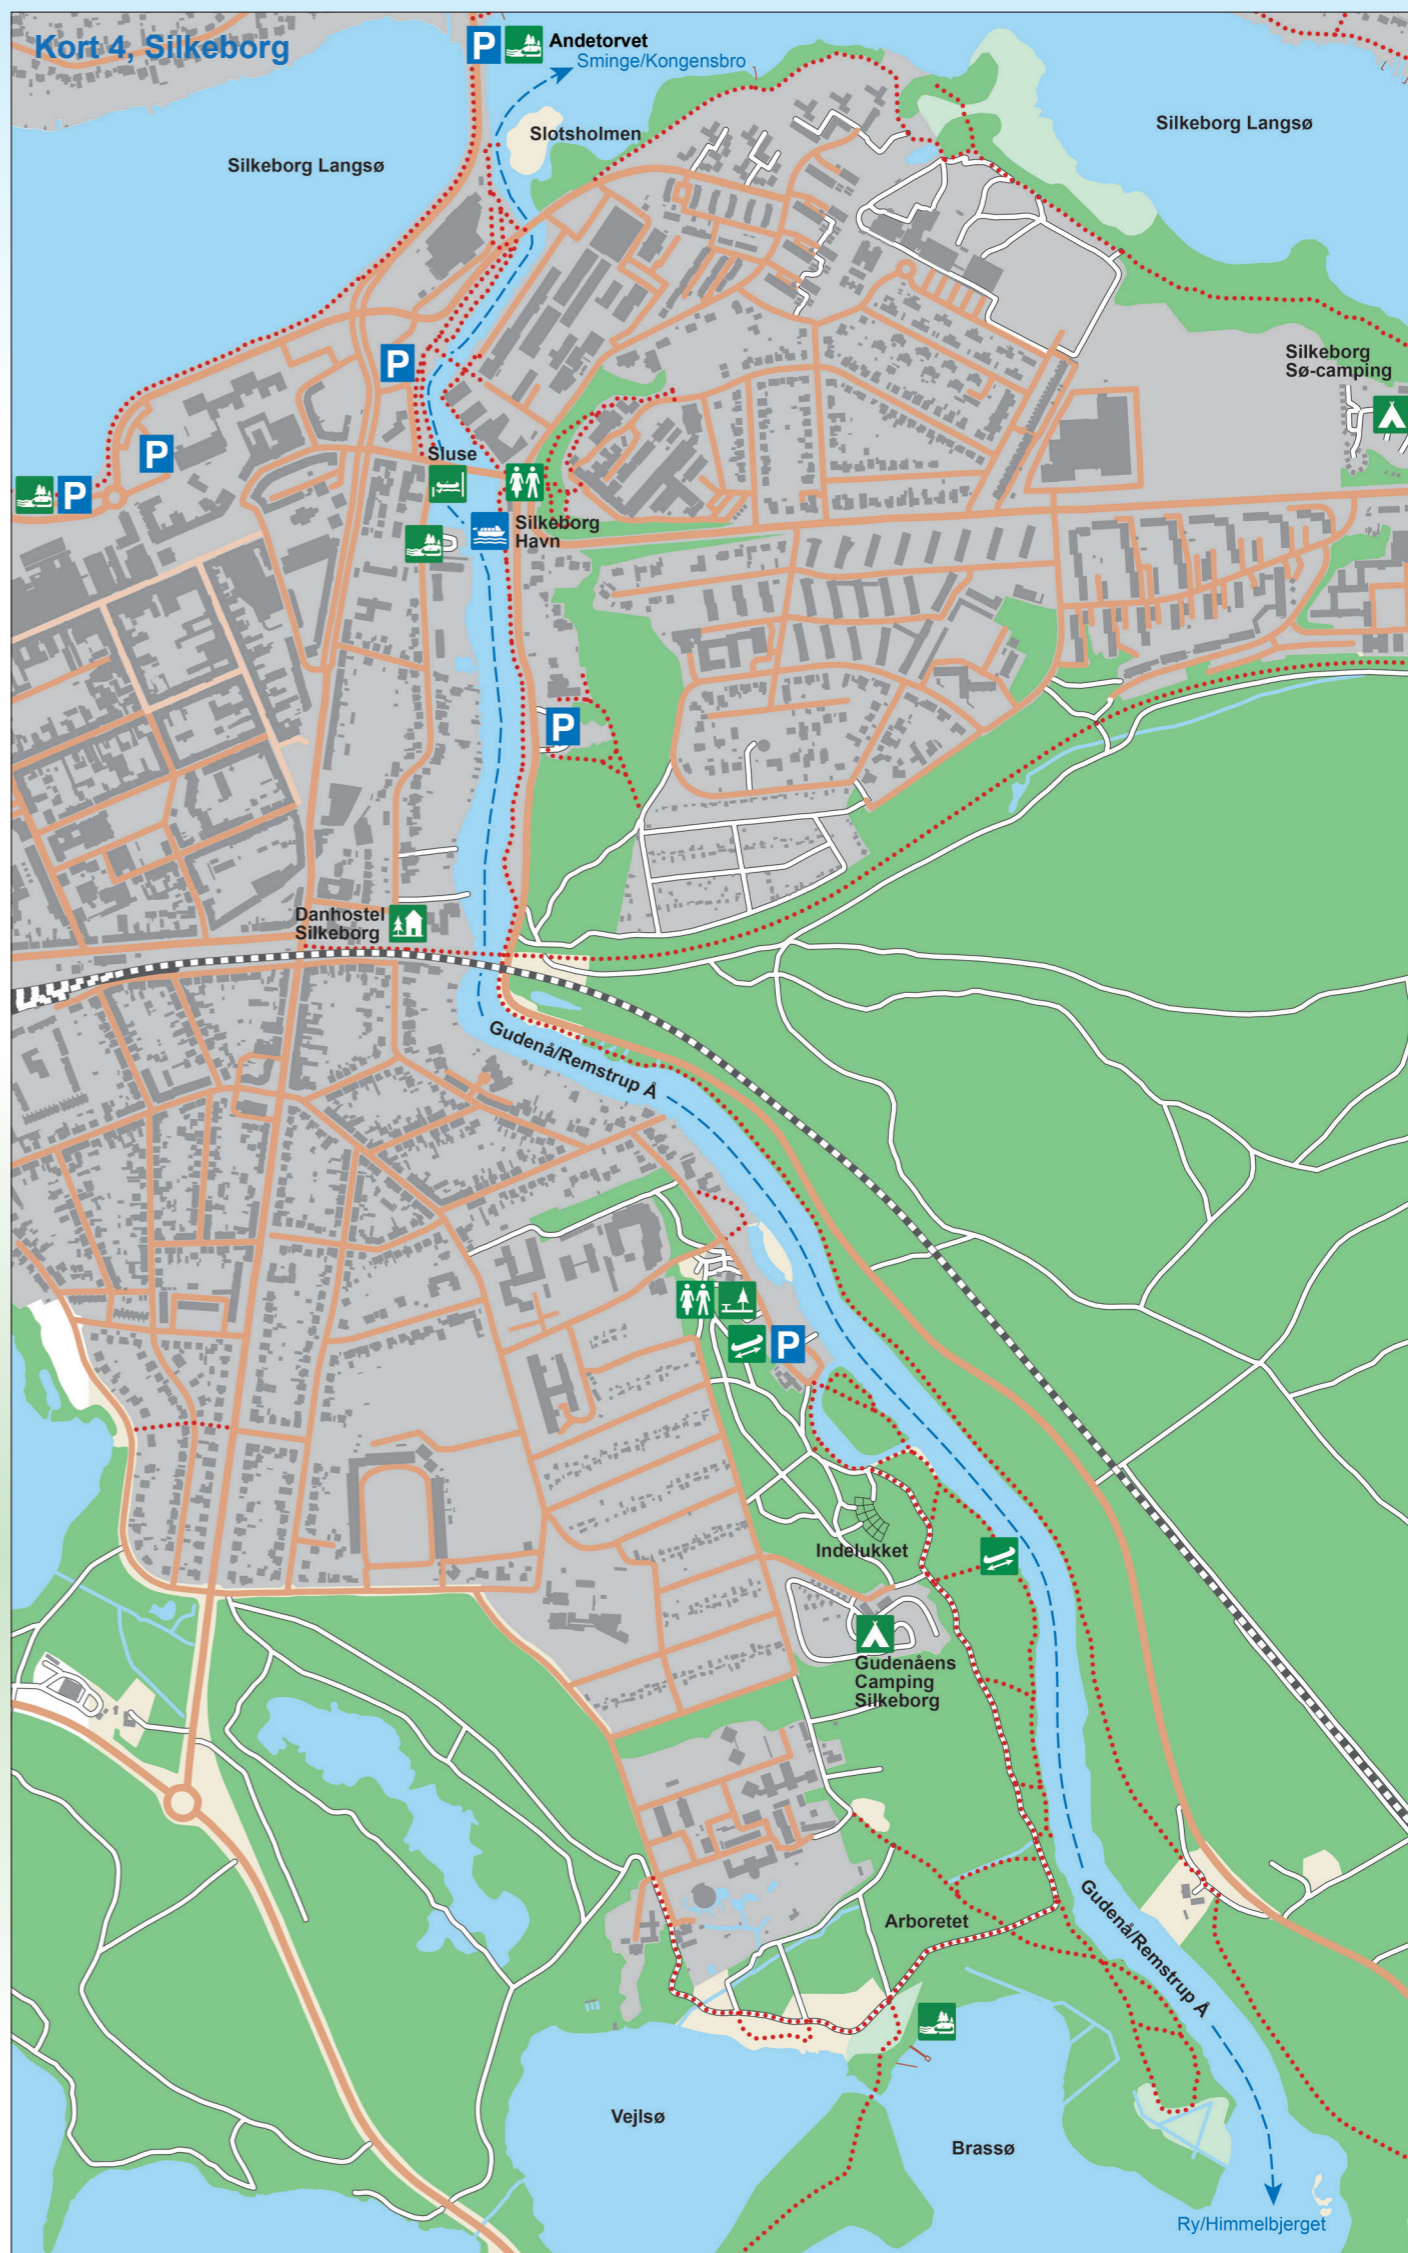 Kort 4, Silkeborg
P
Andetorvet
Sminge/Kongensbro
Slotsholmen
Silkeborg Langsø
Silkeborg Langsø
Silkeborg
Sø-camping
P
P
P
Sluse
Silkeborg
Havn
P
Danhostel
Silkeborg
Gudenå/Remstrup Å
P
Indelukket
Gudenåens
Camping
Silkeborg
Arboretet
Gudenå/Remstrup Å
Vejlsø
Brassø
Ry/Himmelbjerget